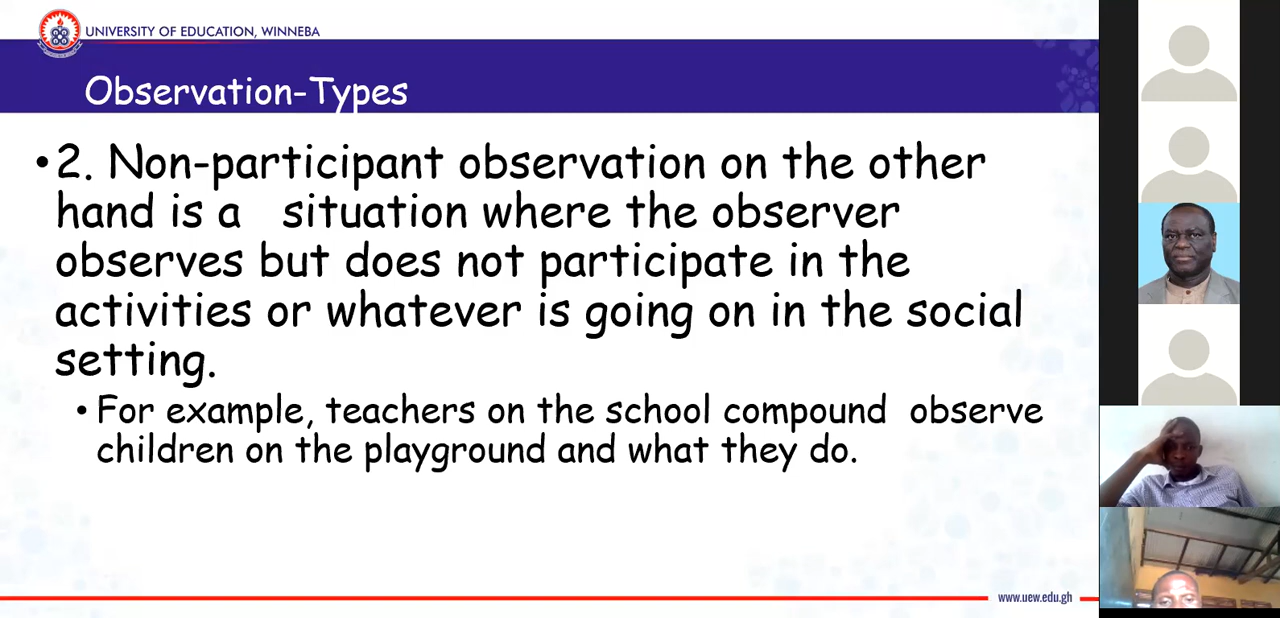 UNIVERSITY OF EDUCATION, WINNEBA
Observation-Types
•2. Non-participant observation on the other
hand is a situation where the observer
observes but does not participate in the
activities or whatever is going on in the social
setting.
• For example, teachers on the school compound observe
children on the playground and what they do.
www.uew.edu.gh